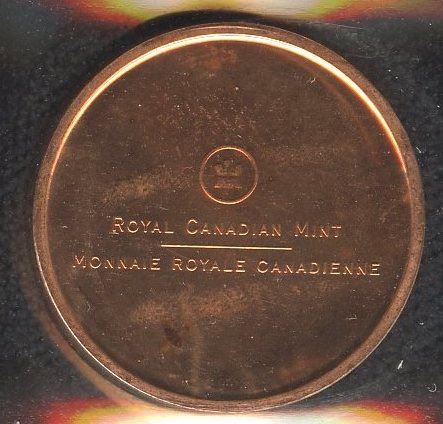 ROYAL CANADIAN MINT
MONNAIE ROYALE CANADIENNE